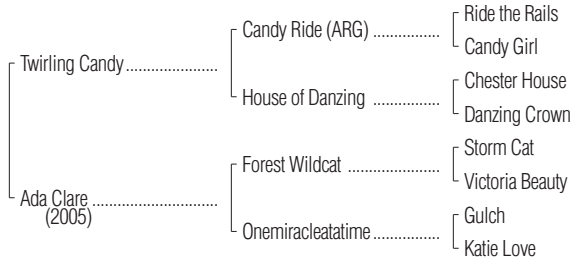 Ride the Rails
Candy Ride (ARG) ................
Candy Girl
Twirling Candy......................
Chester House
House of Danzing ................
Danzing Crown
Storm Cat
Forest Wildcat ......................
Victoria Beauty
Ada Clare ..............................
(2005)
Gulch
Onemiracleatatime................
Katie Love